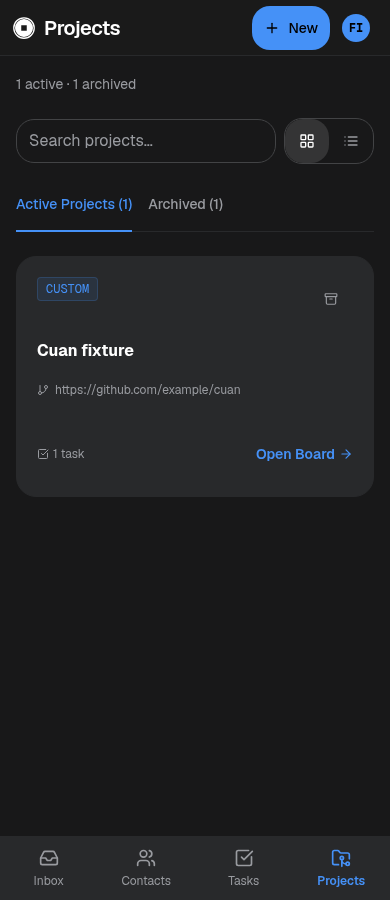 Projects
New
FI
1 active · 1 archived
Search projects...
Active Projects (1)
Archived (1)
CUSTOM
Cuan fixture
https://github.com/example/cuan
1 task
Open Board
Inbox
Contacts
Tasks
Projects